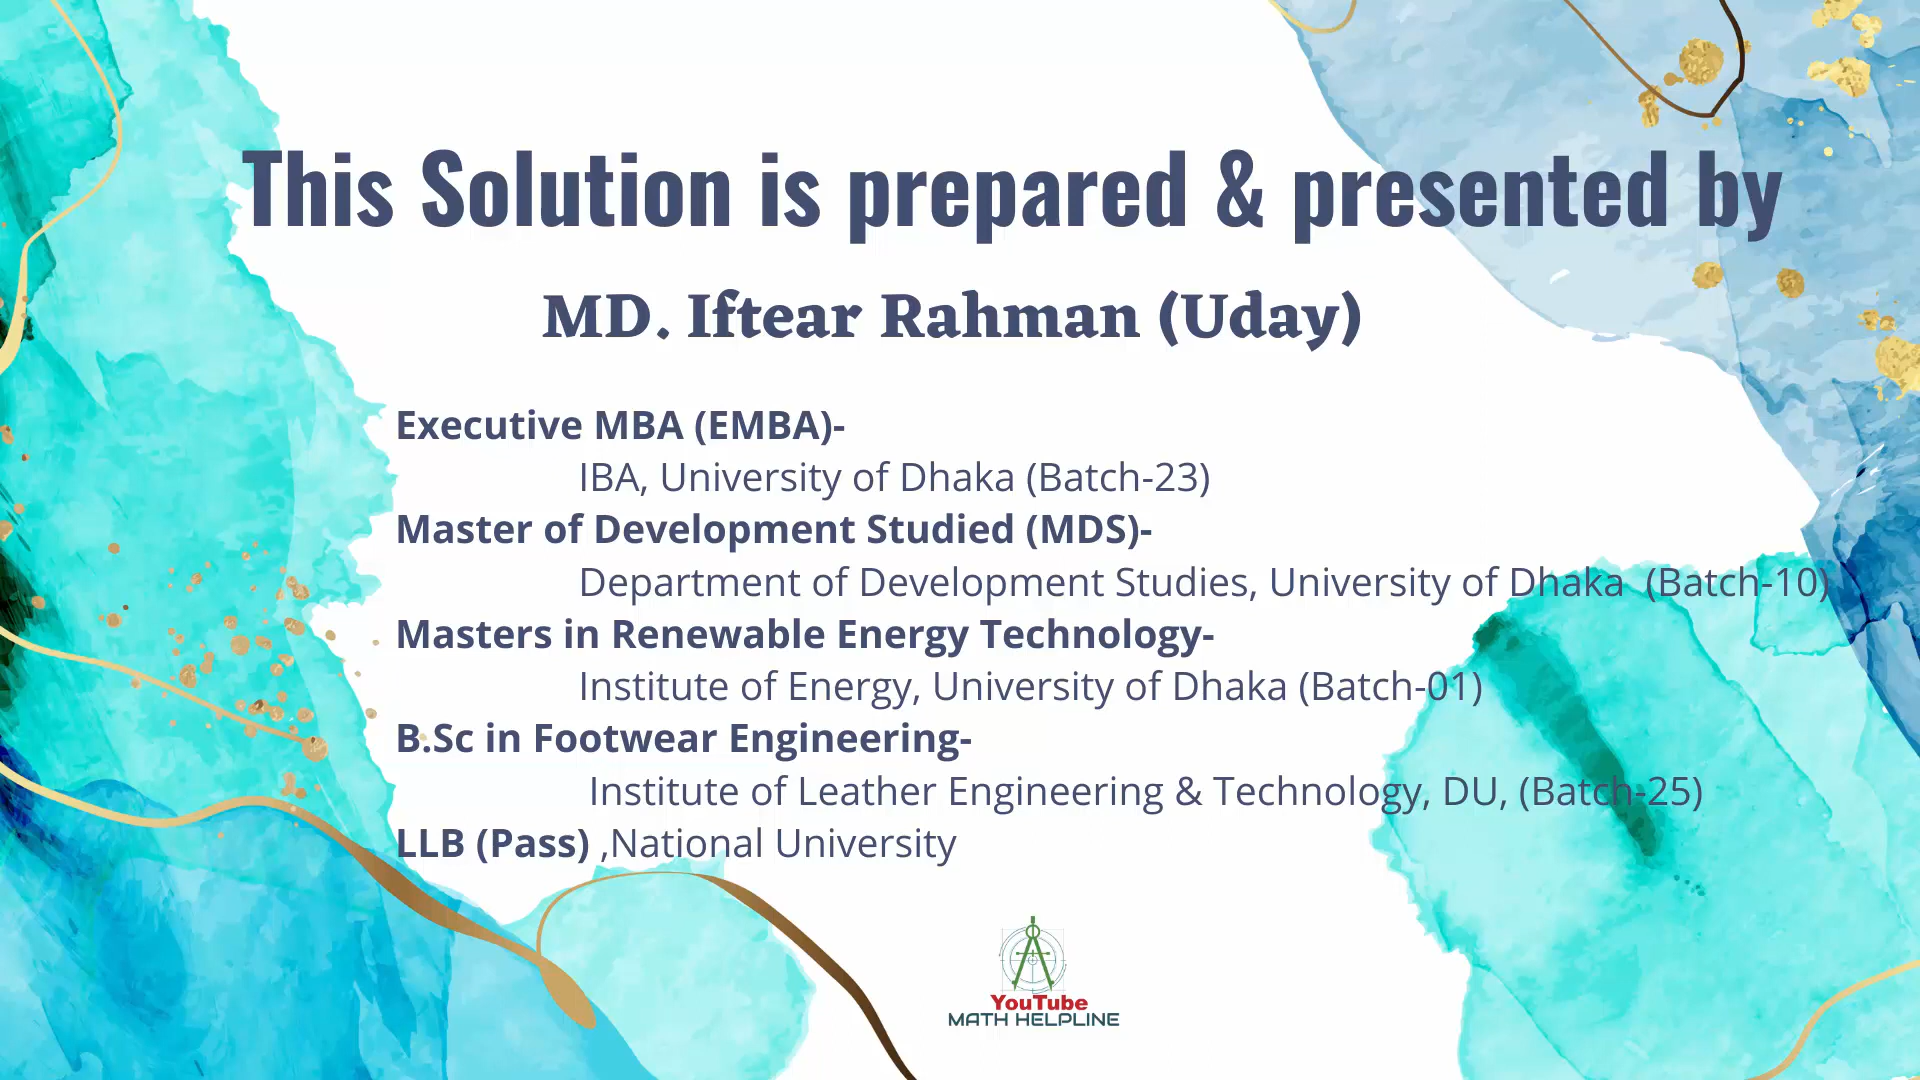 This Solution is prepared & presented by
MD. Iftear Rahman (Uday)
Executive MBA (EMBA)-
IBA, University of Dhaka (Batch-23)
Master of Development Studied (MDS)-
Department of Development Studies, University of Dhaka (Batch-10)
Masters in Renewable Energy Technology-
Institute of Energy, University of Dhaka (Batch-01)
B.Sc in Footwear Engineering-
Institute of Leather Engineering & Technology, DU, (Batch-25)
LLB (Pass) ,National University
YouTube
MATH HELPLINE